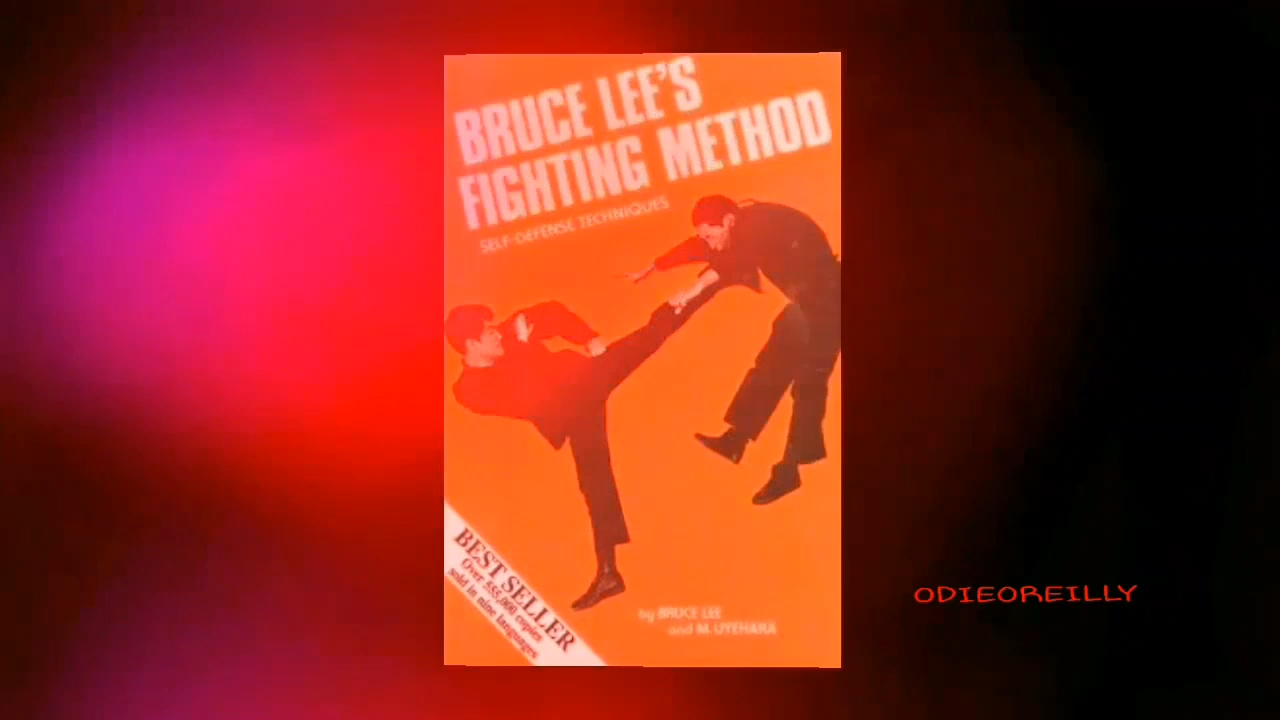 BRUCE LEE'S
FIGHTING METHOD
SELF-DEFENSE TECHNIQUES
BEST SELLER
Over 555,000 copies
sold in nine languages
by BRUCE LEE
and M. UYEHARA
ODIEOREILLY